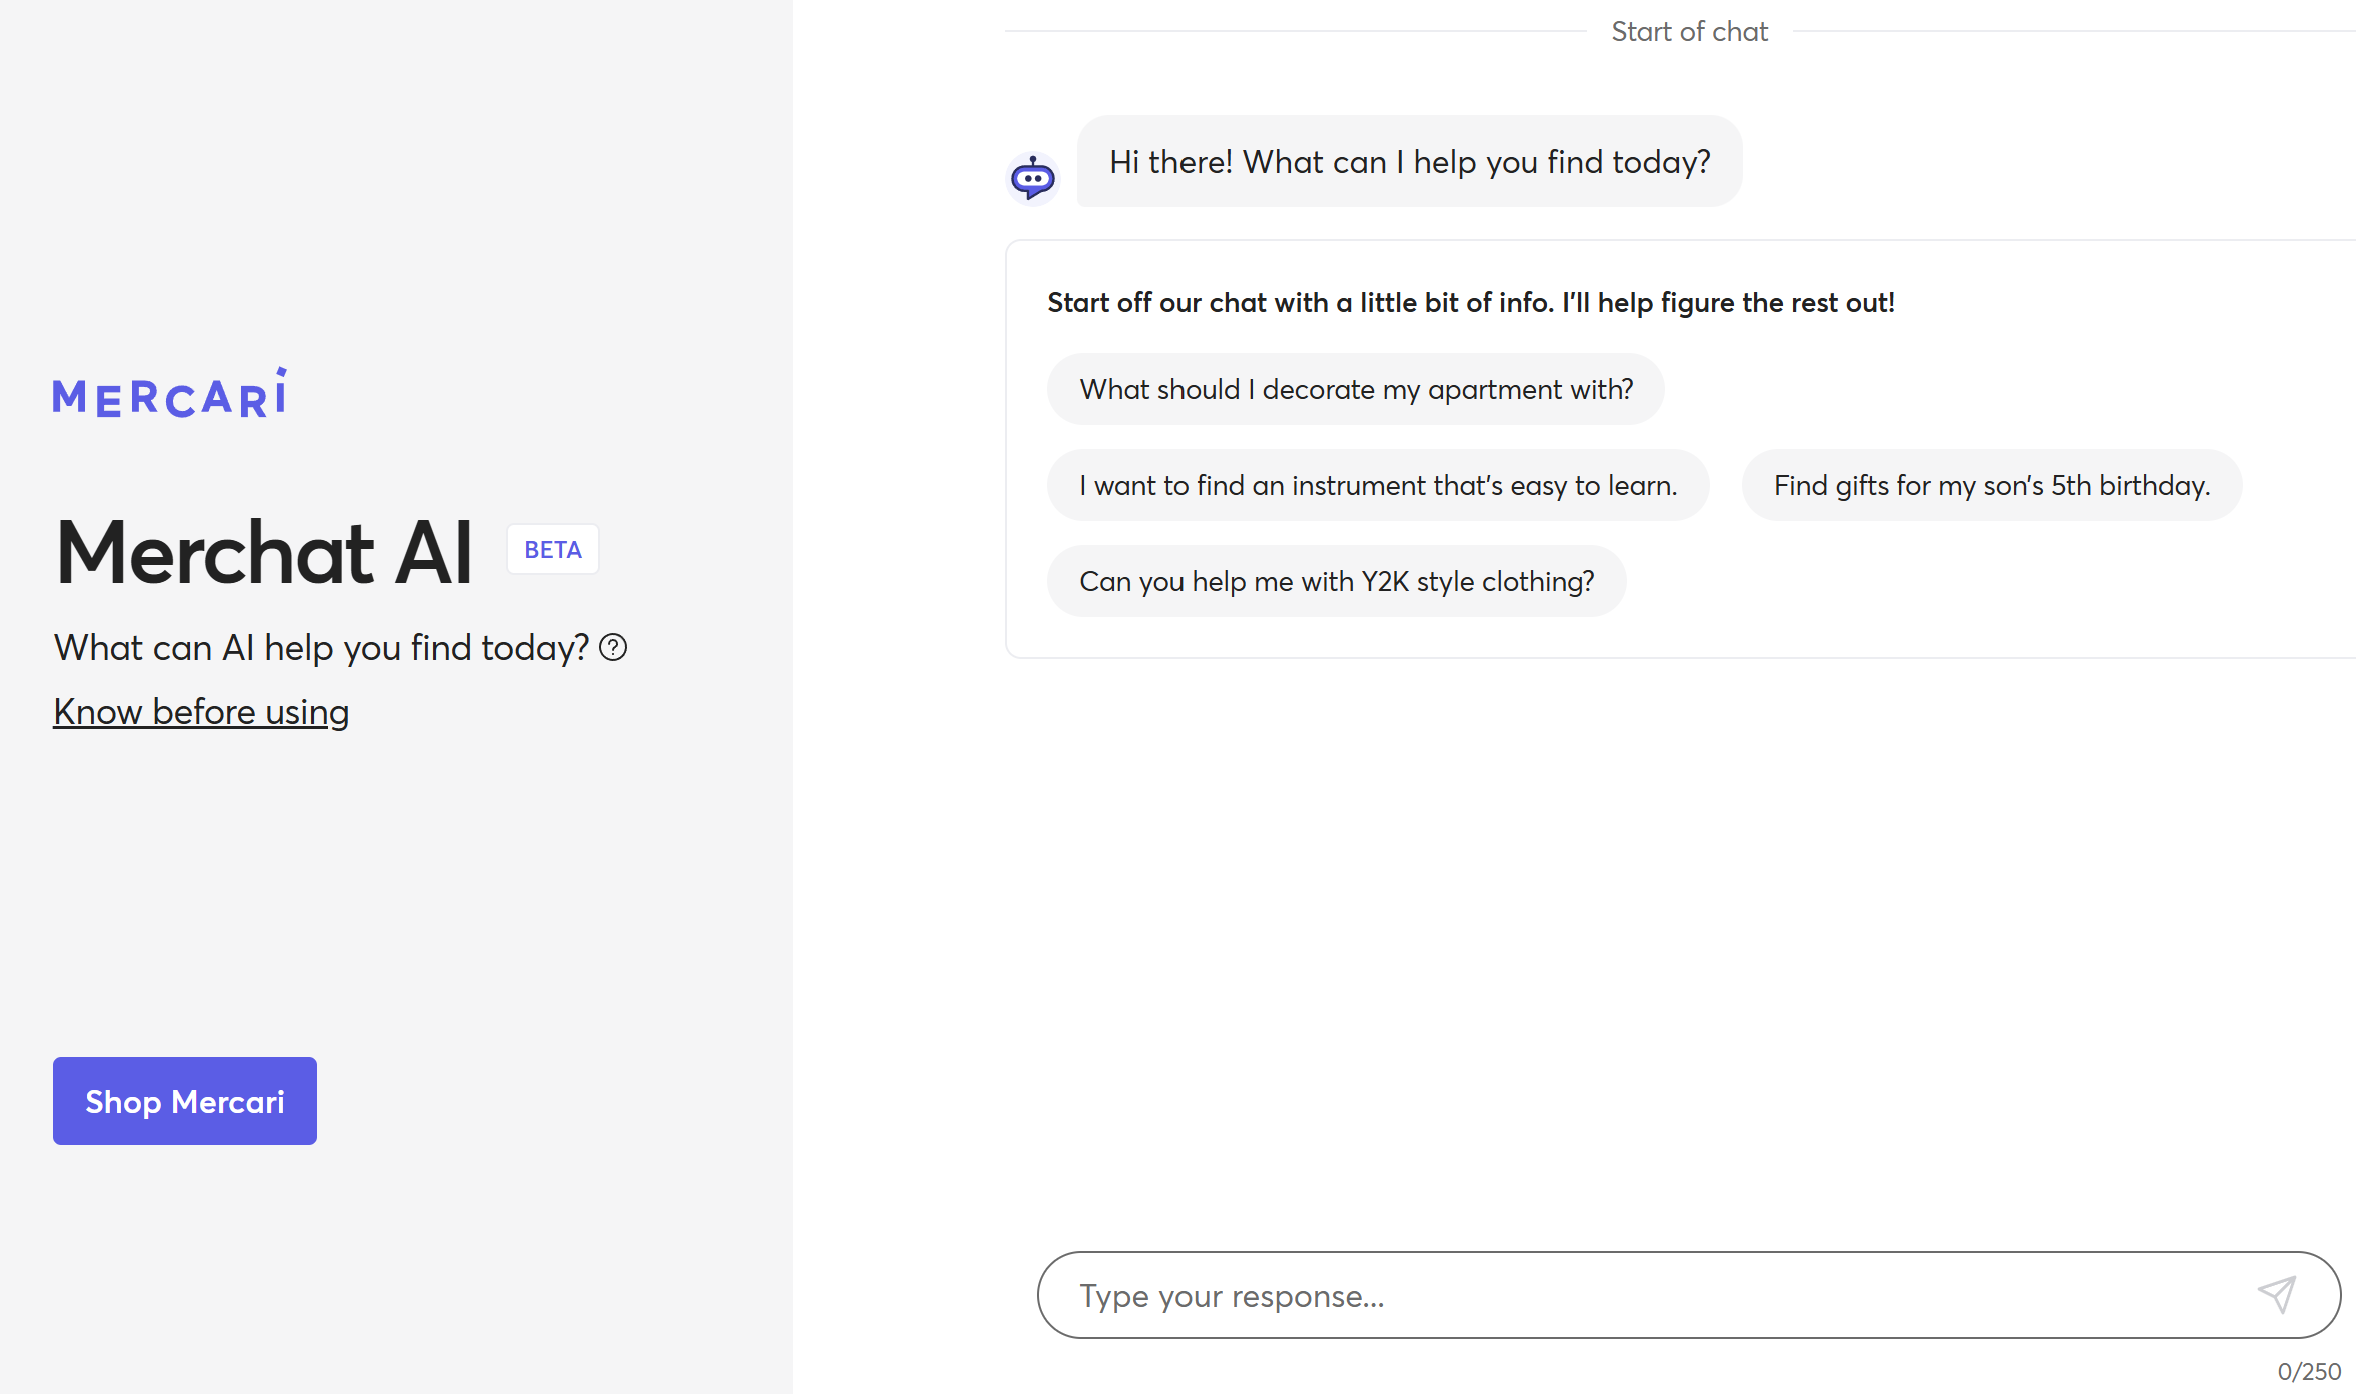 MERCARI
Merchat AI BETA
What can AI help you find today?
Know before using
Shop Mercari
Start of chat
Hi there! What can I help you find today?
Start off our chat with a little bit of info. I'll help figure the rest out!
What should I decorate my apartment with?
I want to find an instrument that's easy to learn. Find gifts for my son's 5th birthday.
Can you help me with Y2K style clothing?
Type your response...
0/250